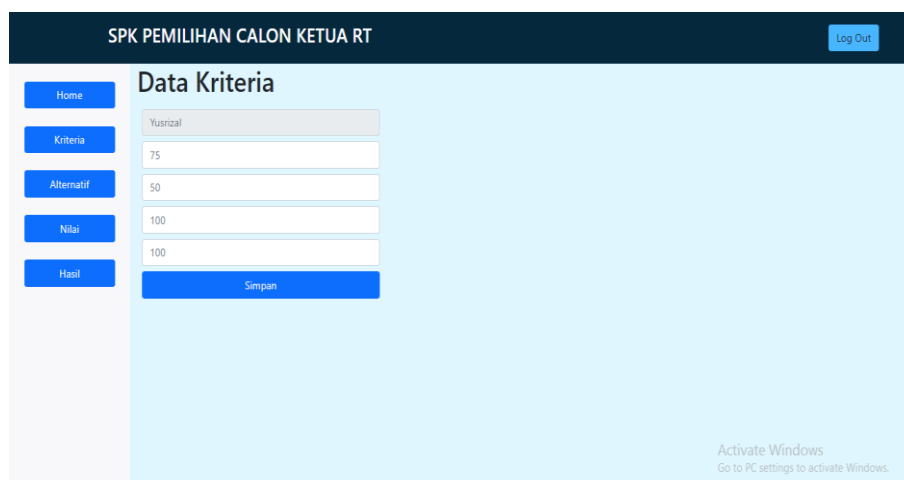 SPK PEMILIHAN CALON KETUA RT
Log Out
Home
Kriteria
Alternatif
Nilai
Hasil
Data Kriteria
Yusrizal
75
50
100
100
Simpan
Activate Windows
Go to PC settings to activate Windows.